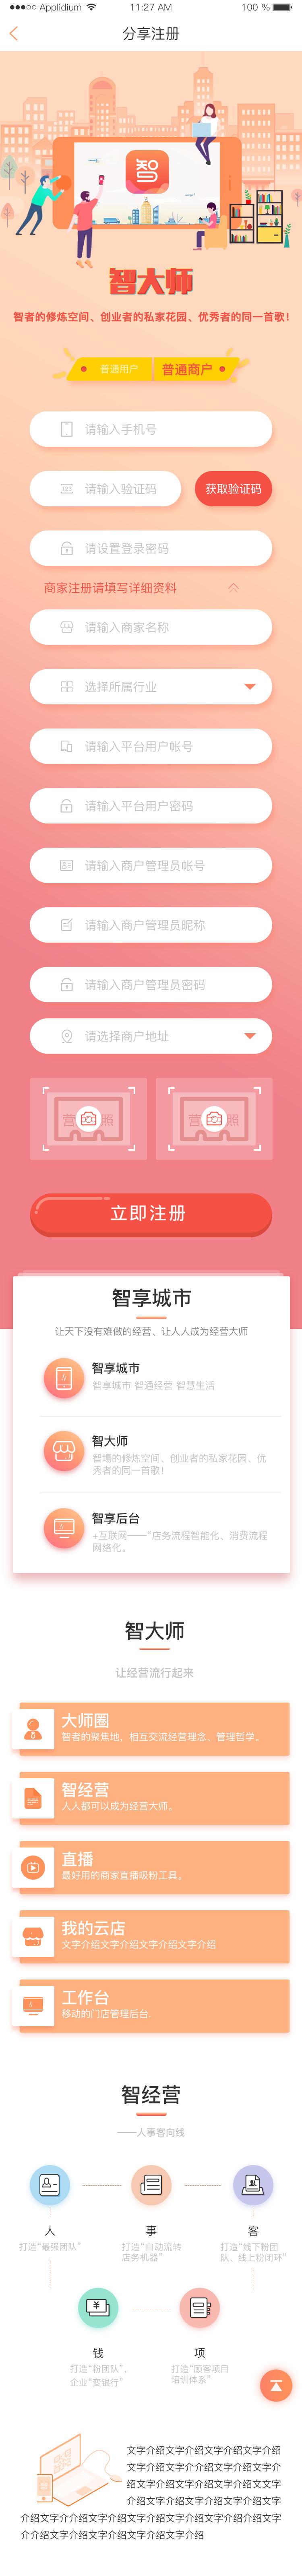 Applidium
11:27 AM
100 %
分享注册
智
智大师
智者的修炼空间、创业者的私家花园、优秀者的同一首歌!
普通用户
普通商户
请输入手机号
请输入验证码
获取验证码
请设置登录密码
商家注册请填写详细资料
请输入商家名称
选择所属行业
请输入平台用户帐号
请输入平台用户密码
请输入商户管理员帐号
请输入商户管理员昵称
请输入商户管理员密码
请选择商户地址
营 照
营 照
立即注册
智享城市
让天下没有难做的经营、让人人成为经营大师
智享城市
智享城市 智通经营 智慧生活
智大师
的修炼空间、创业者的私家花园、优
秀者的同一首歌!
智享后台
+互联网——“店务流程智能化、消费流程
网络化。
智大师
让经营流行起来
大师圈
智者的聚焦地，相互交流经营理念、管理哲学。
智经营
人人都可以成为经营大师。
直播
最好用的商家直播吸粉工具。
我的云店
文字介绍文字介绍文字介绍文字介绍
工作台
移动的门店管理后台.
智经营
——人事客向线
人
打造“最强团队”
事
打造“自动流转
店务机器”
客
打造“线下粉团
队、线上粉闭环”
钱
打造“粉团队”，
企业“变银行”
项
打造“顾客项目
培训体系”
文字介绍文字介绍文字介绍文字介绍
文字介绍文字介介绍文字介绍文字介
绍文字介绍文字介绍文字介绍文文字
介绍文字介绍文字介绍文字介绍文字
介绍文字介介绍文字介绍文字介绍文字介绍文字介绍介绍文字
介介绍文字介绍文字介绍文字介绍文字介绍